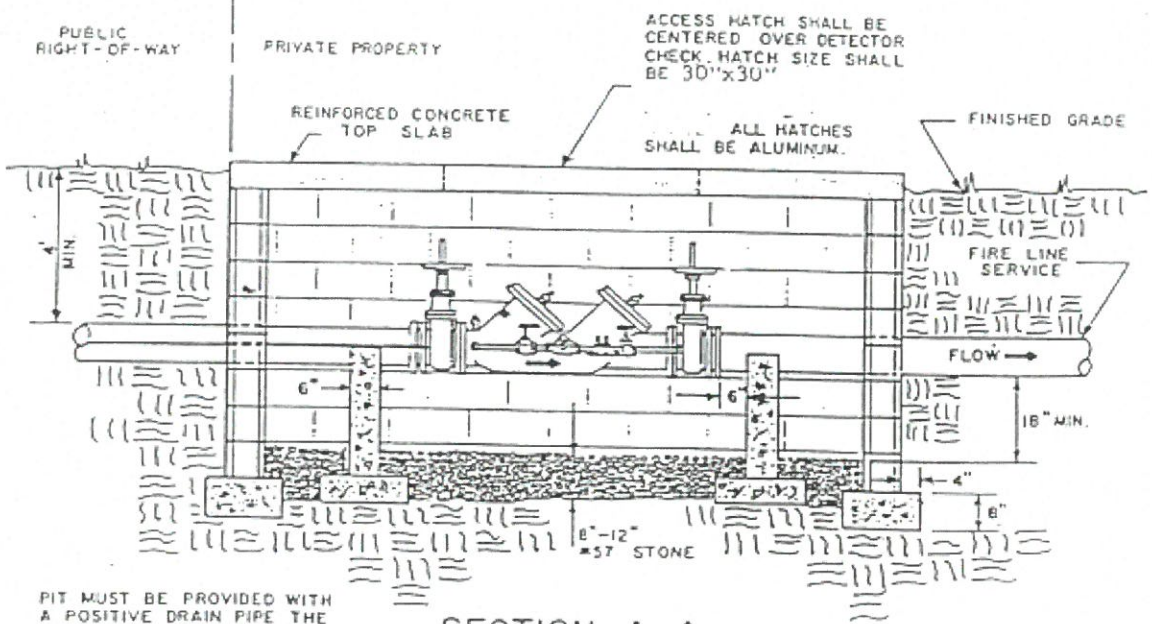 PUBLIC
RIGHT-OF-WAY
PRIVATE PROPERTY
ACCESS HATCH SHALL BE
CENTERED OVER DETECTOR
CHECK. HATCH SIZE SHALL
BE 30"x30"
REINFORCED CONCRETE
TOP SLAB
ALL HATCHES
SHALL BE ALUMINUM.
FINISHED GRADE
4'
MIN.
FIRE LINE
SERVICE
FLOW
6"
6"
18" MIN.
4"
8"
8"-12"
#57 STONE
PIT MUST BE PROVIDED WITH
A POSITIVE DRAIN PIPE THE